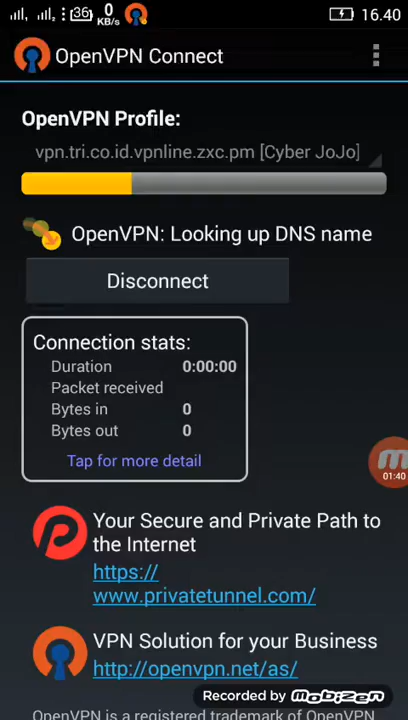 36
0
KB/s
16.40
OpenVPN Connect
OpenVPN Profile:
vpn.tri.co.id.vpnline.zxc.pm [Cyber JoJo]
OpenVPN: Looking up DNS name
Disconnect
Connection stats:
Duration 0:00:00
Packet received
Bytes in 0
Bytes out 0
Tap for more detail
01:40
Your Secure and Private Path to
the Internet
https://
www.privatetunnel.com/
VPN Solution for your Business
http://openvpn.net/as/
Recorded by mobizen
OpenVPN is a registered trademark of OpenVPN